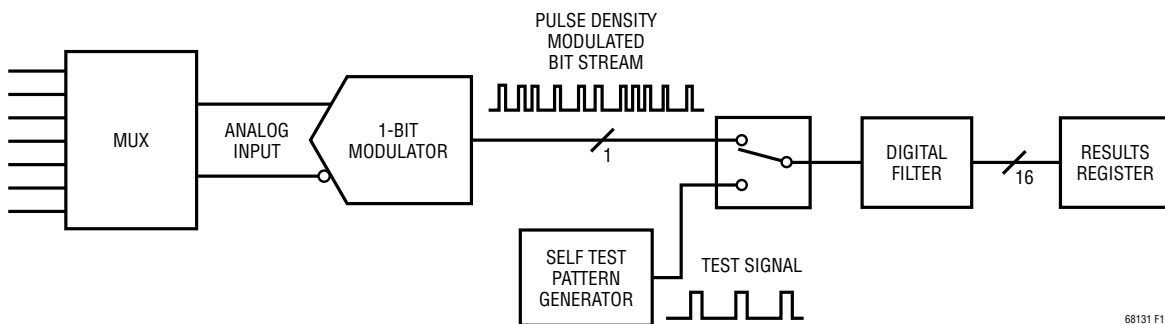 PULSE DENSITY
MODULATED
BIT STREAM
MUX
ANALOG
INPUT
1-BIT
MODULATOR
1
DIGITAL
FILTER
16
RESULTS
REGISTER
SELF TEST
PATTERN
GENERATOR
TEST SIGNAL
68131 F1